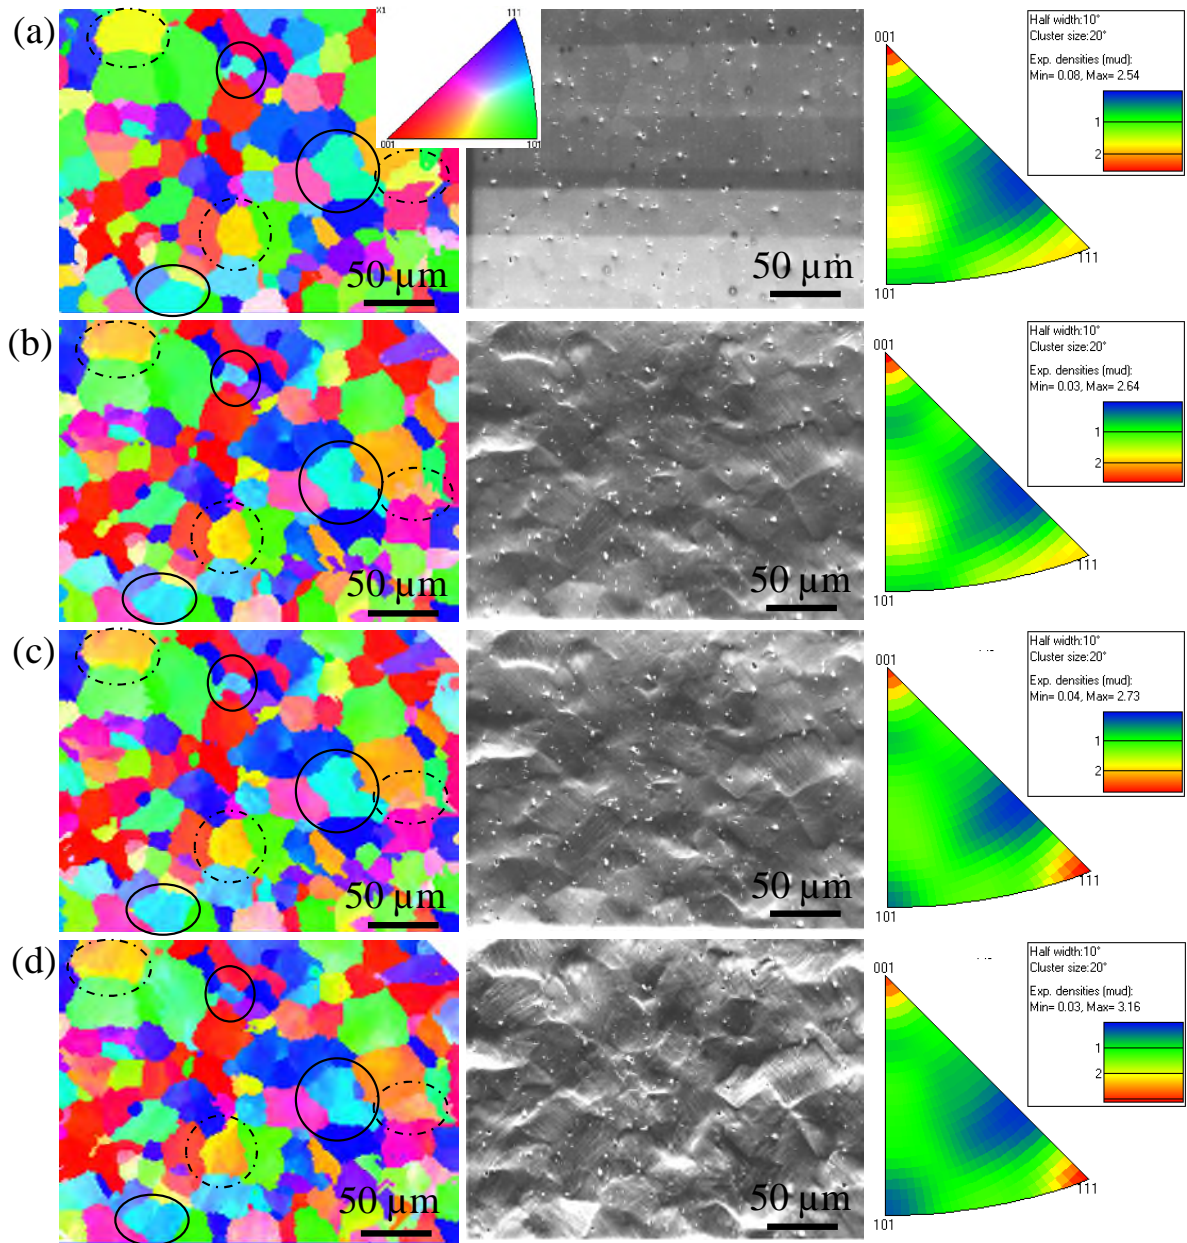 (a)
X1
111
001
101
50 µm
50 µm
001
111
101
Half width:10°
Cluster size:20°
Exp. densities (mud):
Min= 0.08, Max= 2.54
1
2
(b)
50 µm
50 µm
001
111
101
Half width:10°
Cluster size:20°
Exp. densities (mud):
Min= 0.03, Max= 2.64
1
2
(c)
50 µm
50 µm
001
111
101
Half width:10°
Cluster size:20°
Exp. densities (mud):
Min= 0.04, Max= 2.73
1
2
(d)
50 µm
50 µm
001
111
101
Half width:10°
Cluster size:20°
Exp. densities (mud):
Min= 0.03, Max= 3.16
1
2